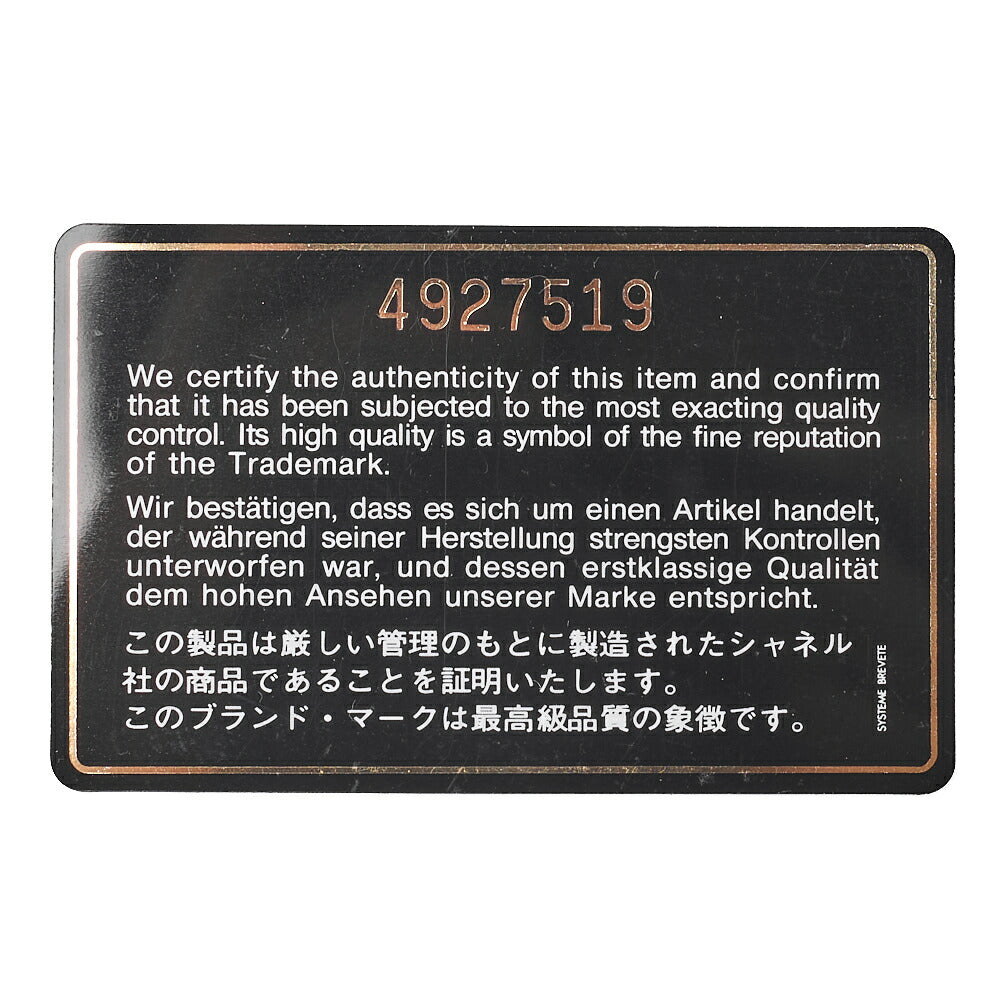 4927519
We certify the authenticity of this item and confirm
that it has been subjected to the most exacting quality
control. Its high quality is a symbol of the fine reputation
of the Trademark.
Wir bestätigen, dass es sich um einen Artikel handelt,
der während seiner Herstellung strengsten Kontrollen
unterworfen war, und dessen erstklassige Qualität
dem hohen Ansehen unserer Marke entspricht.
この製品は厳しい管理のもとに製造されたシャネル
社の商品であることを証明いたします。
このブランド・マークは最高級品質の象徴です。
SYSTEME BREVETE